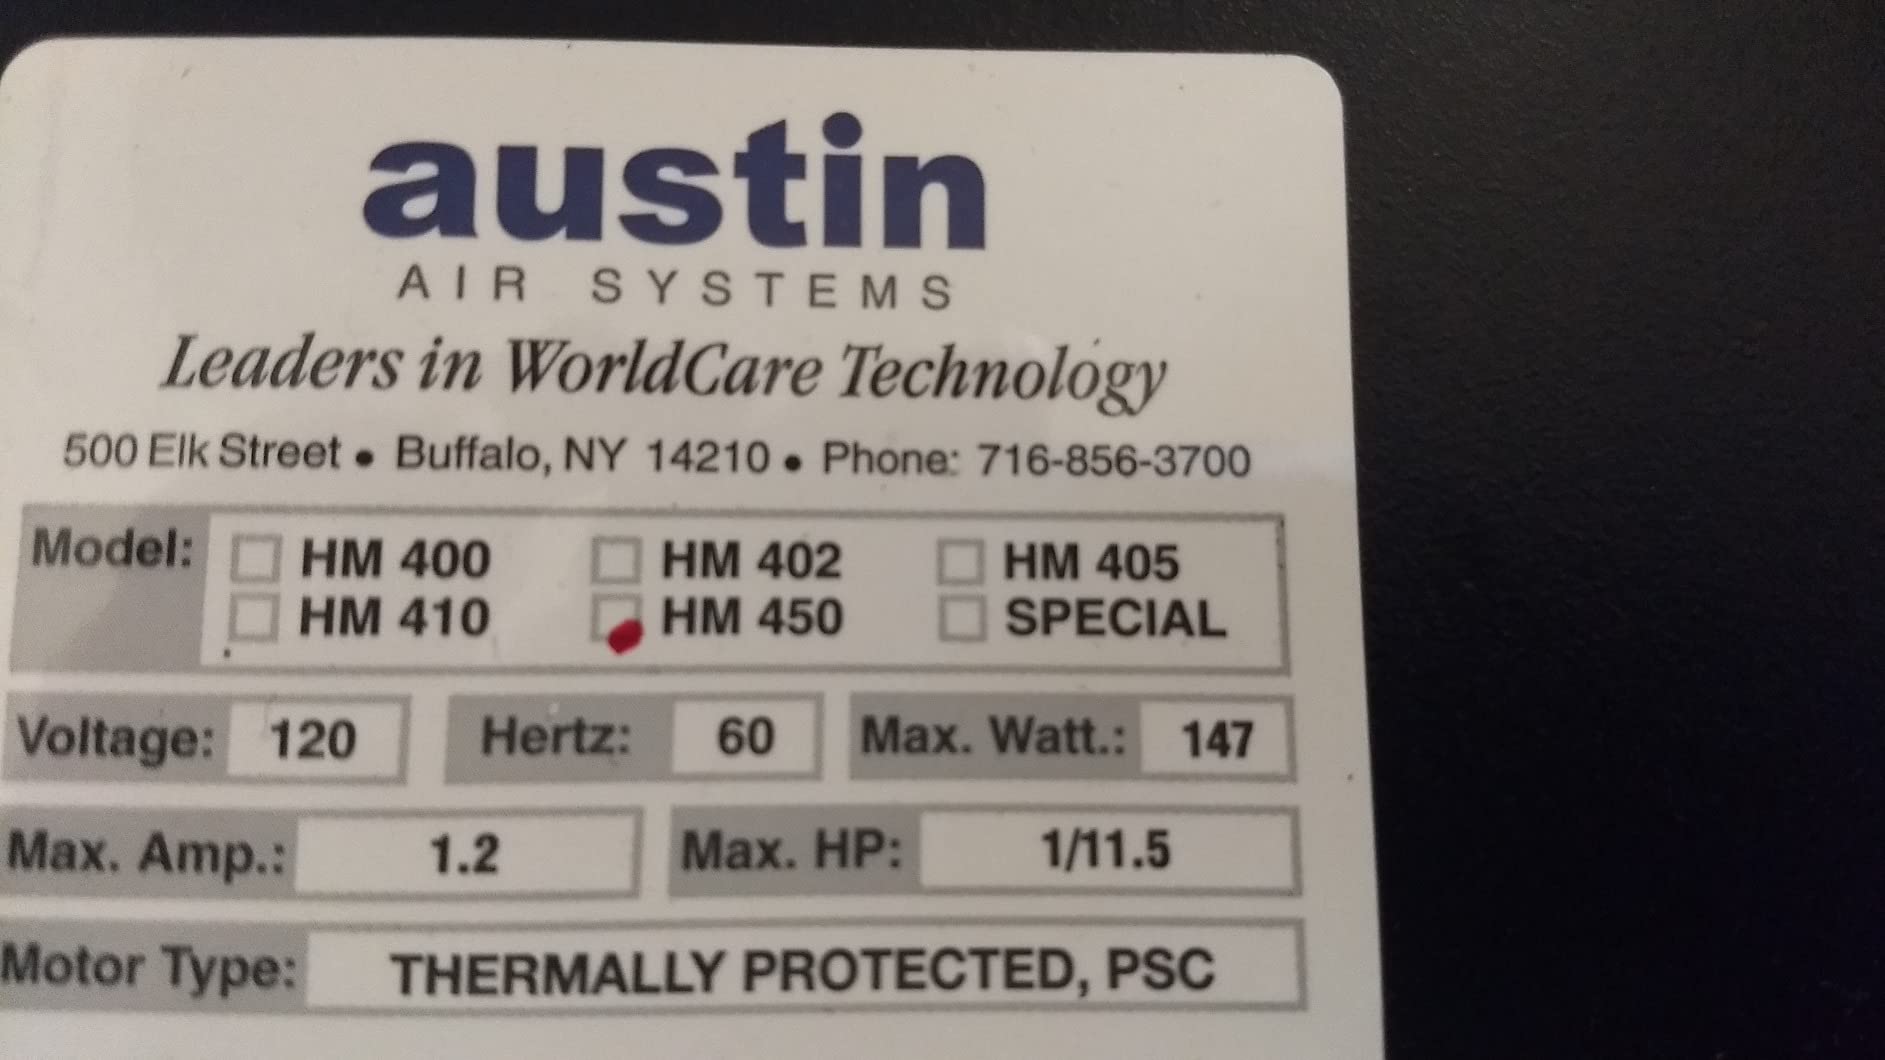 austin
AIR SYSTEMS
Leaders in WorldCare Technology
500 Elk Street • Buffalo, NY 14210 • Phone: 716-856-3700
Model: HM 400 HM 402 HM 405
HM 410 HM 450 SPECIAL
Voltage: 120 Hertz: 60 Max. Watt.: 147
Max. Amp.: 1.2 Max. HP: 1/11.5
Motor Type: THERMALLY PROTECTED, PSC